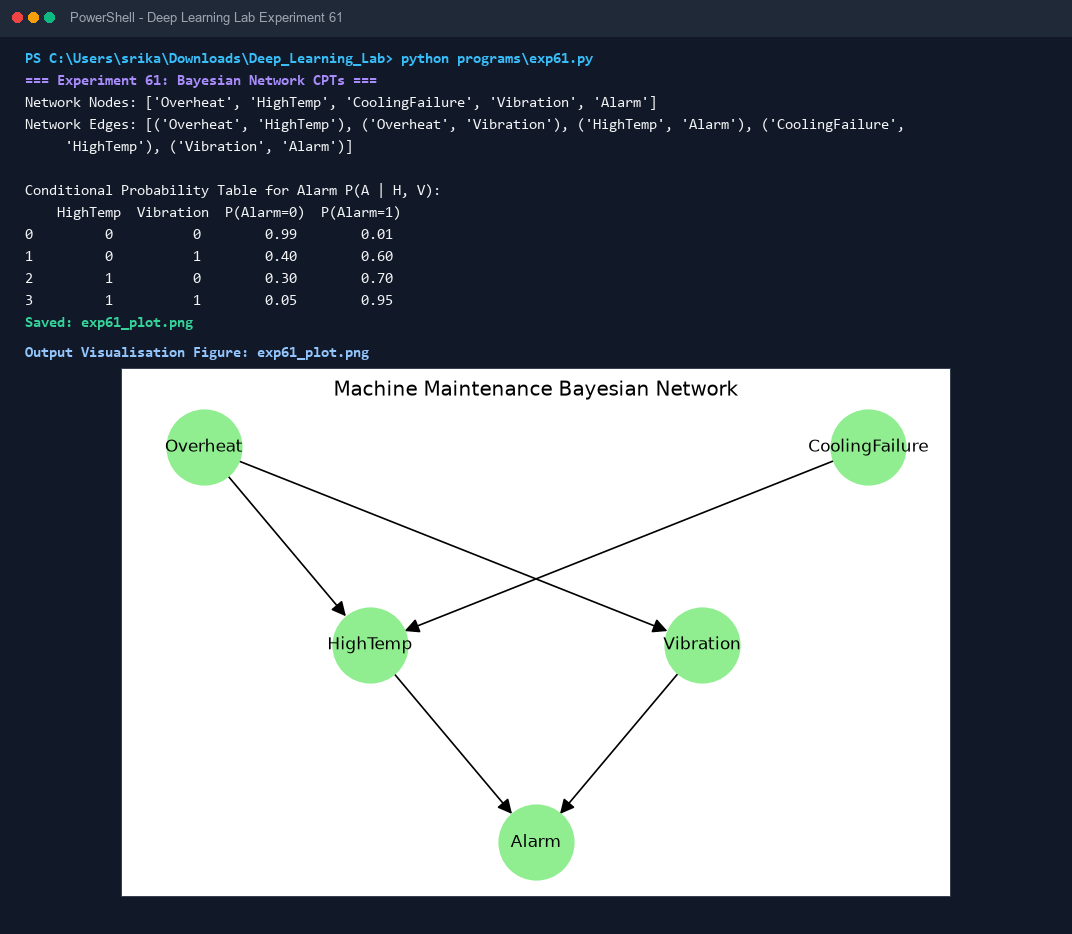 PowerShell - Deep Learning Lab Experiment 61
PS C:\Users\srika\Downloads\Deep_Learning_Lab> python programs\exp61.py
=== Experiment 61: Bayesian Network CPTs ===
Network Nodes: ['Overheat', 'HighTemp', 'CoolingFailure', 'Vibration', 'Alarm']
Network Edges: [('Overheat', 'HighTemp'), ('Overheat', 'Vibration'), ('HighTemp', 'Alarm'), ('CoolingFailure',
'HighTemp'), ('Vibration', 'Alarm')]
Conditional Probability Table for Alarm P(A | H, V):
HighTemp  Vibration  P(Alarm=0)  P(Alarm=1)
0         0          0        0.99        0.01
1         0          1        0.40        0.60
2         1          0        0.30        0.70
3         1          1        0.05        0.95
Saved: exp61_plot.png
Output Visualisation Figure: exp61_plot.png
Machine Maintenance Bayesian Network
Overheat
CoolingFailure
HighTemp
Vibration
Alarm